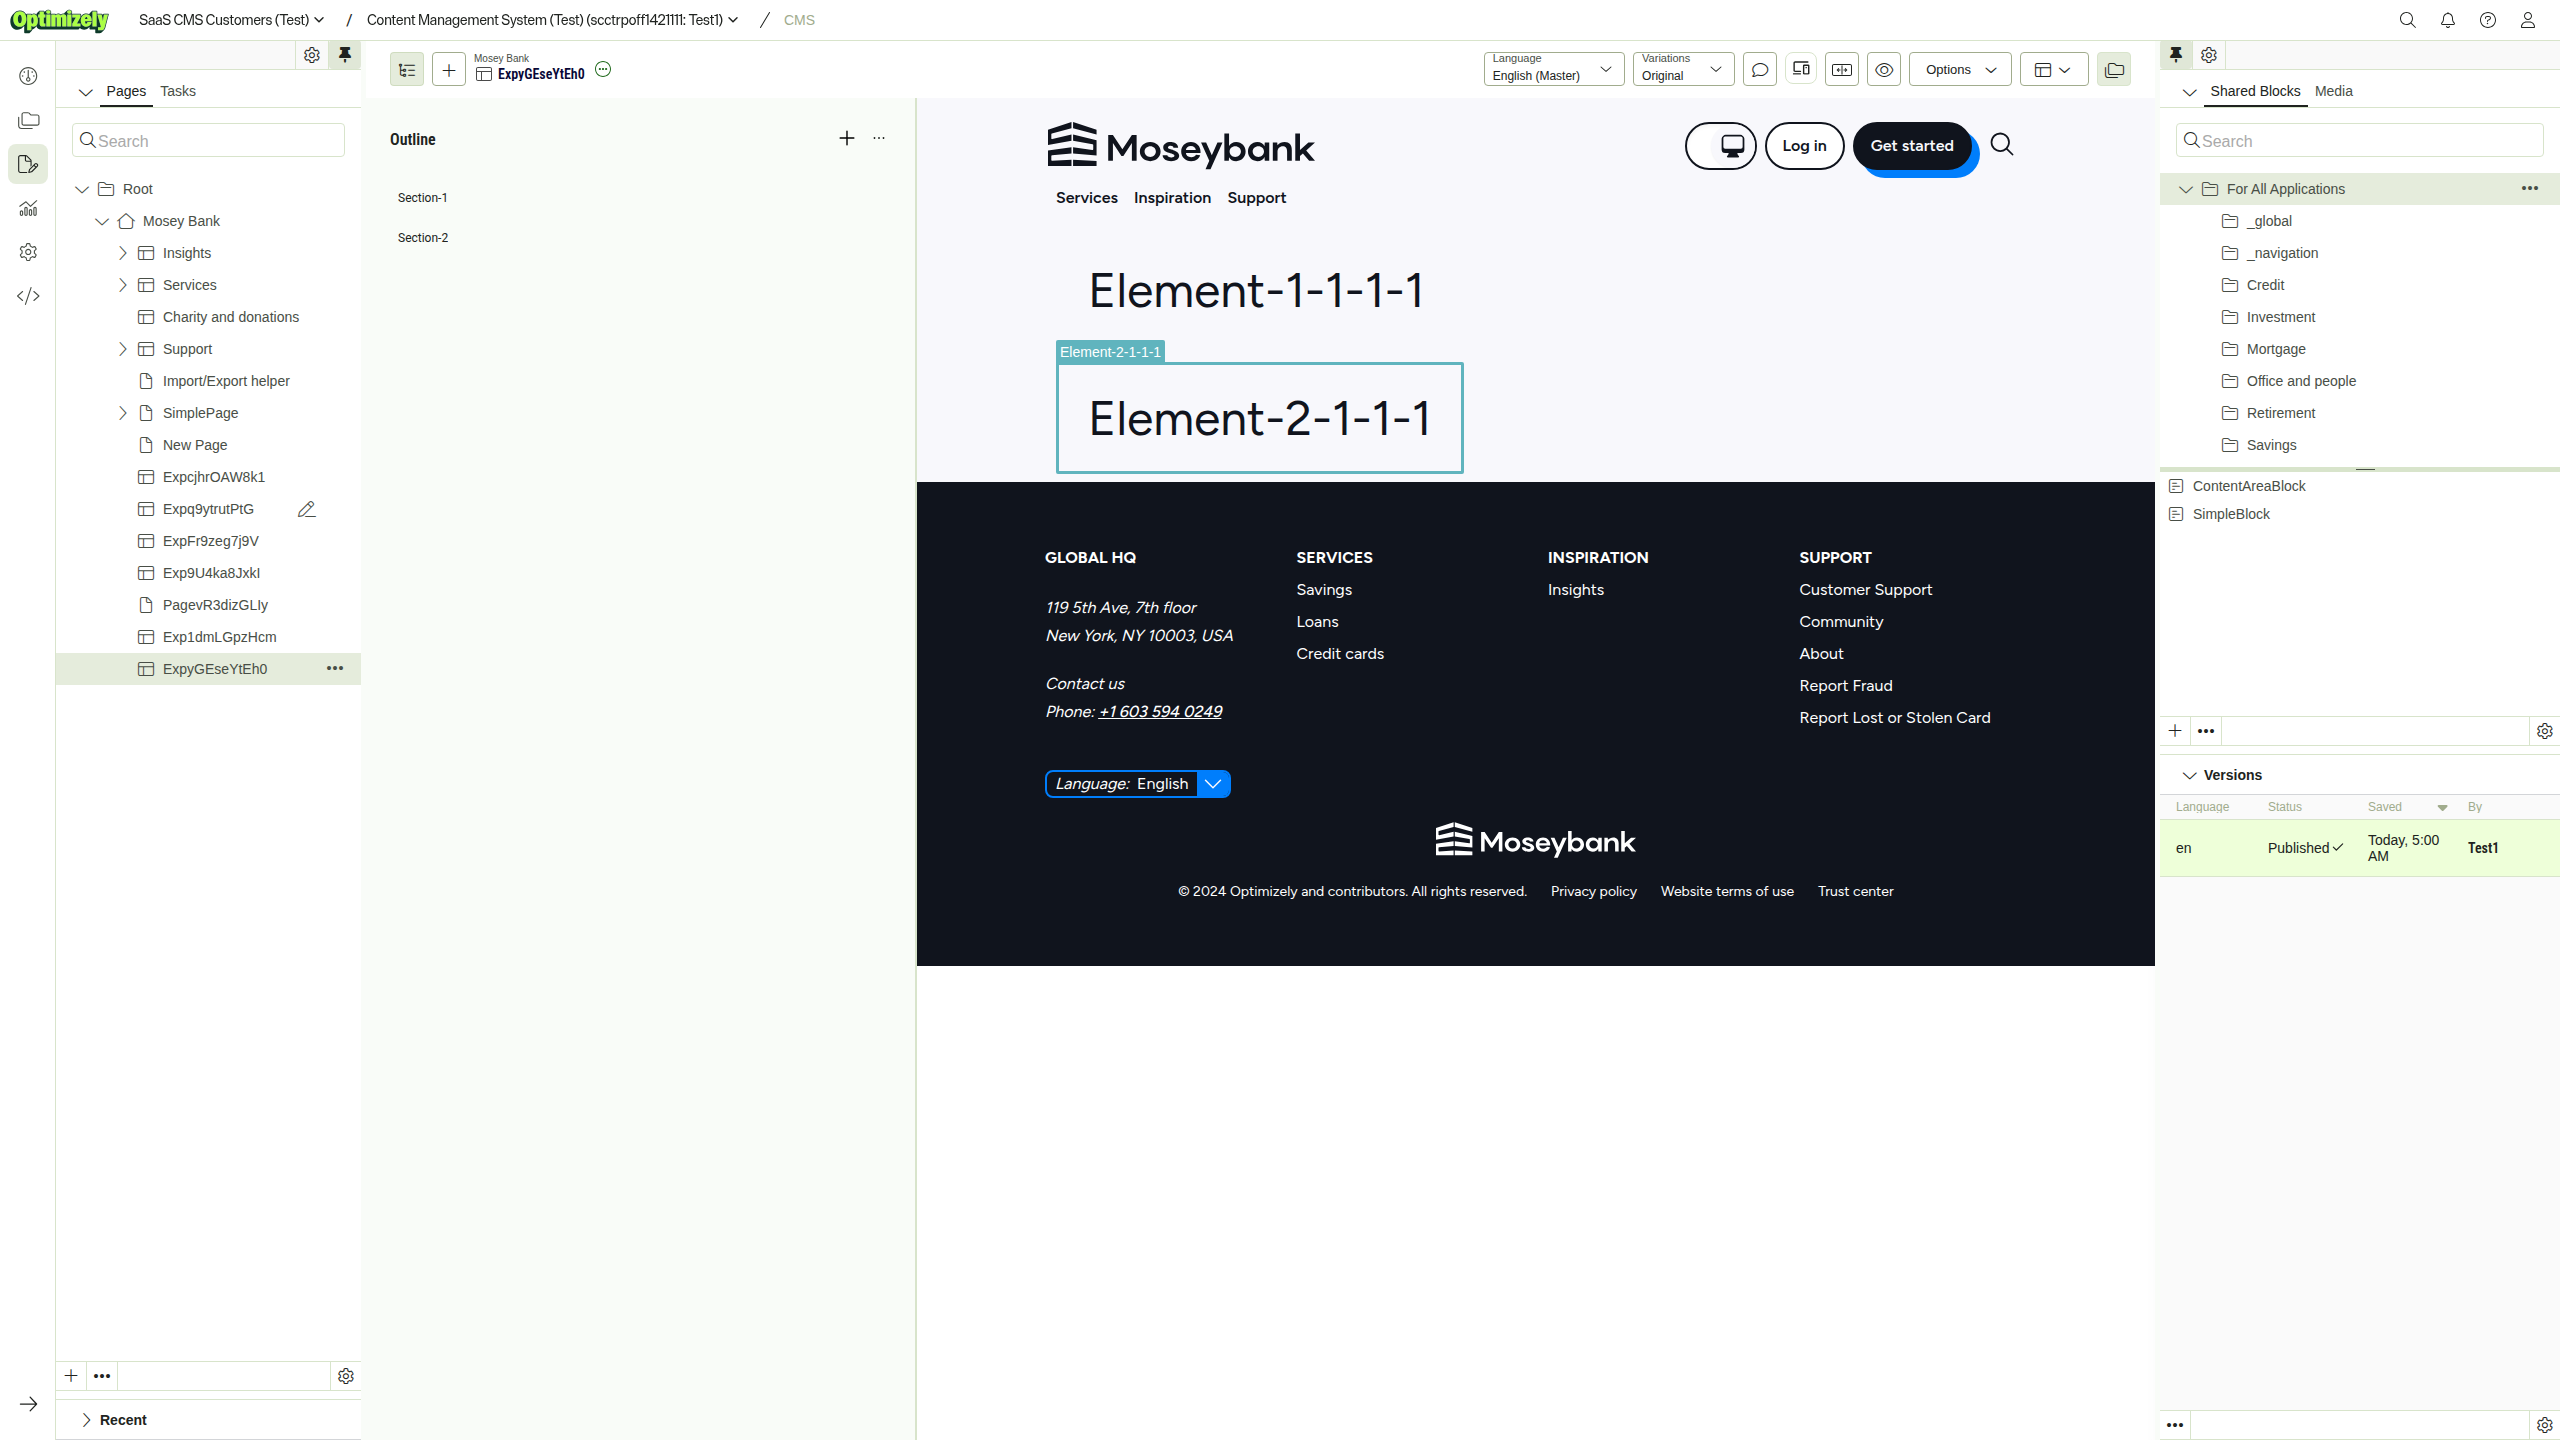 Optimizely
SaaS CMS Customers (Test) / Content Management System (Test) (scctrpoff1421111: Test1) / CMS
Pages Tasks
Search
Root
Mosey Bank
Insights
Services
Charity and donations
Support
Import/Export helper
SimplePage
New Page
ExpcjhrOAW8k1
Expq9ytrutPtG
ExpFr9zeg7j9V
Exp9U4ka8JxkI
PagevR3dizGLIy
Exp1dmLGpzHcm
ExpyGEseYtEh0
Recent
Mosey Bank
ExpyGEseYtEh0
Language
English (Master)
Variations
Original
Options
Outline
Section-1
Section-2
Moseybank
Log in
Get started
Services Inspiration Support
Element-1-1-1-1
Element-2-1-1-1
Element-2-1-1-1
GLOBAL HQ
119 5th Ave, 7th floor
New York, NY 10003, USA
Contact us
Phone: +1 603 594 0249
SERVICES
Savings
Loans
Credit cards
INSPIRATION
Insights
SUPPORT
Customer Support
Community
About
Report Fraud
Report Lost or Stolen Card
Language: English
Moseybank
© 2024 Optimizely and contributors. All rights reserved. Privacy policy Website terms of use Trust center
Shared Blocks Media
Search
For All Applications
_global
_navigation
Credit
Investment
Mortgage
Office and people
Retirement
Savings
ContentAreaBlock
SimpleBlock
Versions
Language Status Saved By
en Published Today, 5:00 AM Test1